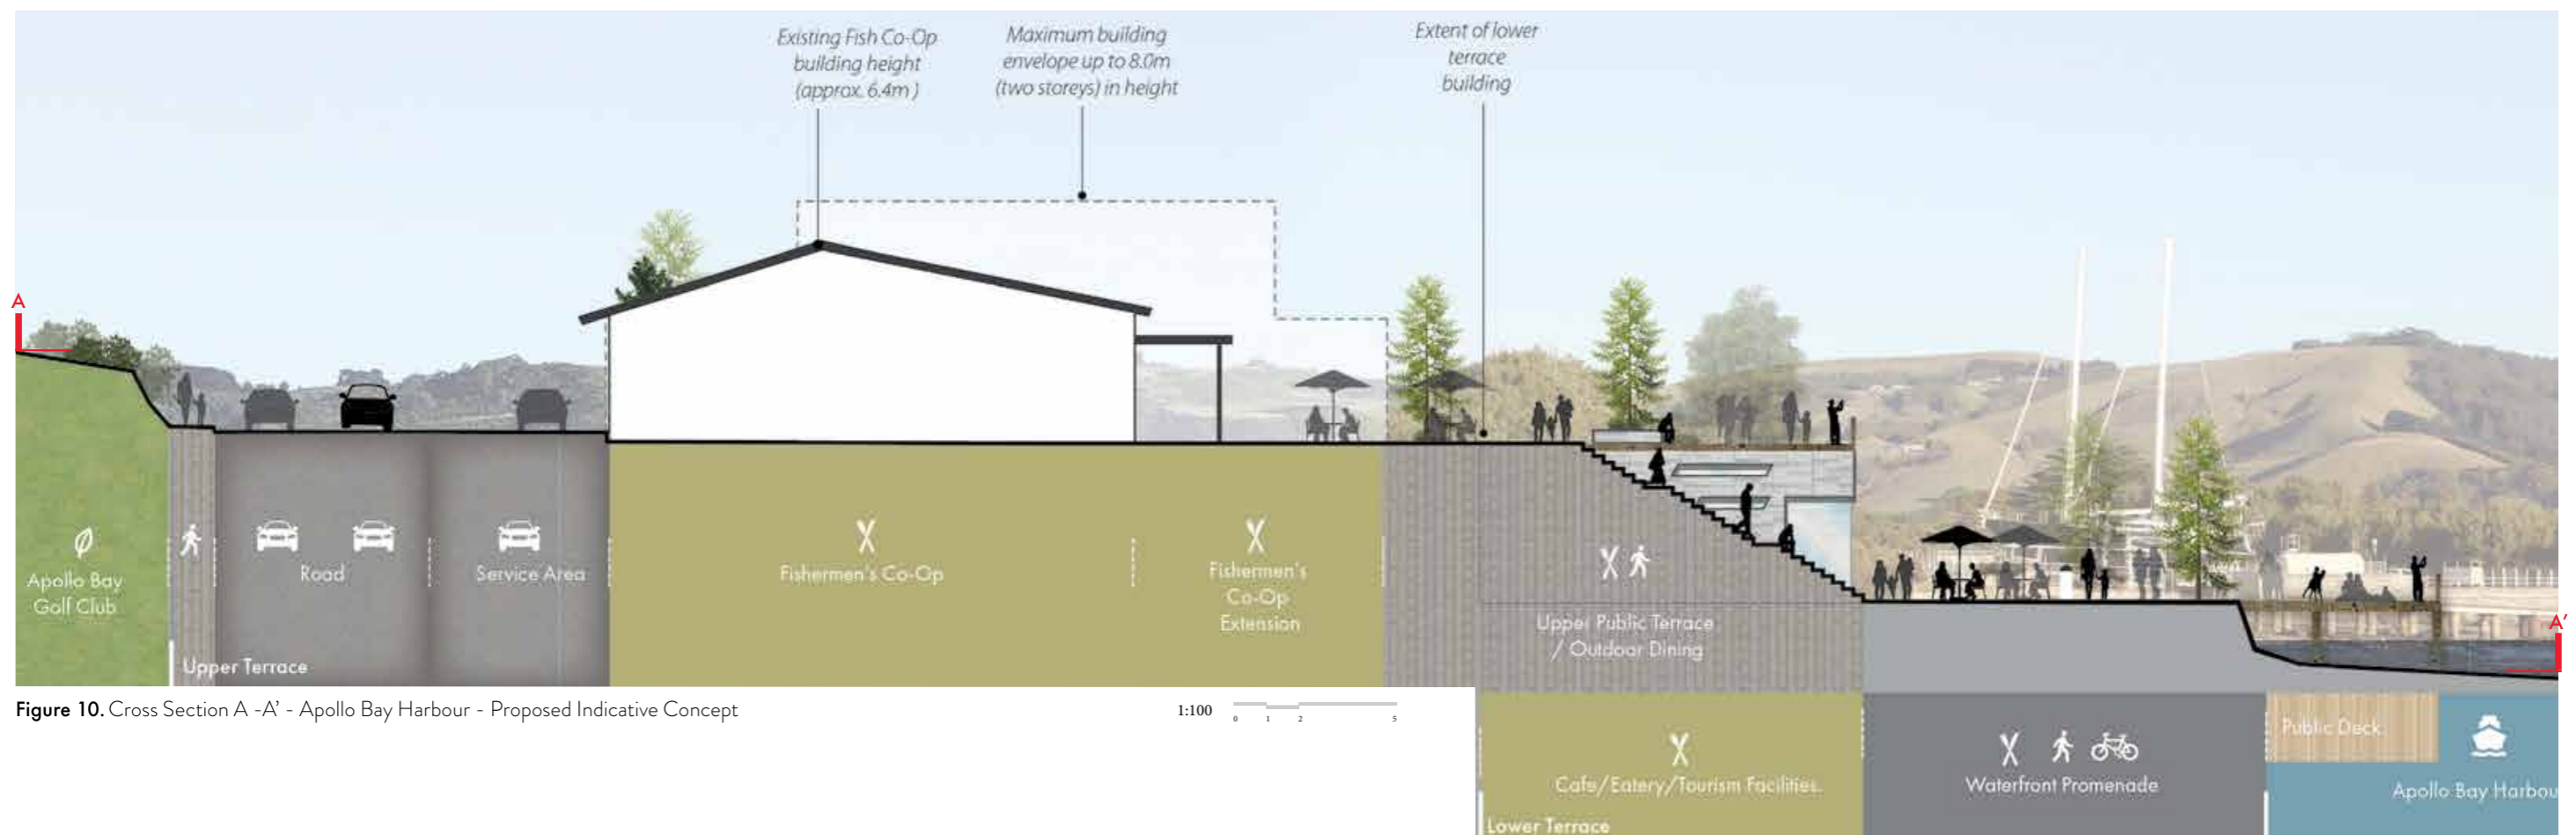 Existing Fish Co-Op
building height
(approx. 6.4m )
Maximum building
envelope up to 8.0m
(two storeys) in height
Extent of lower
terrace
building
A
A'
Apollo Bay
Golf Club
Road
Service Area
Fishermen's Co-Op
Fishermen's
Co-Op
Extension
Upper Public Terrace
/ Outdoor Dining
Upper Terrace
Figure 10. Cross Section A -A' - Apollo Bay Harbour - Proposed Indicative Concept
1:100
0 1 2 5
Cafe/Eatery/Tourism Facilities.
Waterfront Promenade
Public Deck
Apollo Bay Harbou
Lower Terrace